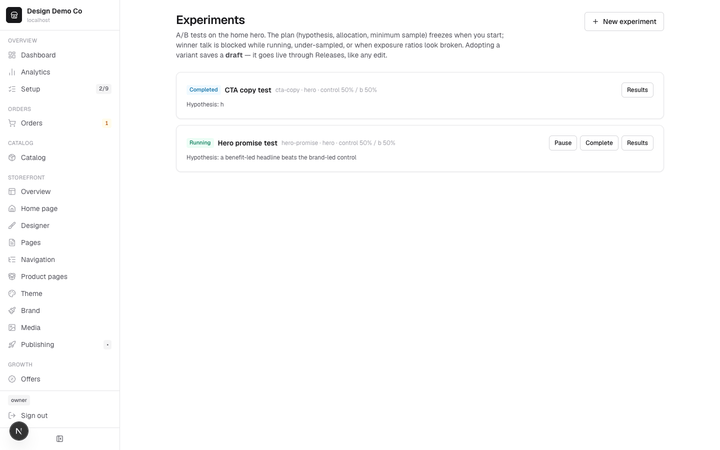 Design Demo Co
localhost
OVERVIEW
Dashboard
Analytics
Setup 2/9
ORDERS
Orders 1
CATALOG
Catalog
STOREFRONT
Overview
Home page
Designer
Pages
Navigation
Product pages
Theme
Brand
Media
Publishing
GROWTH
Offers
owner
Sign out
N
Experiments
New experiment
A/B tests on the home hero. The plan (hypothesis, allocation, minimum sample) freezes when you start;
winner talk is blocked while running, under-sampled, or when exposure ratios look broken. Adopting a
variant saves a draft — it goes live through Releases, like any edit.
Completed CTA copy test cta-copy · hero · control 50% / b 50% Results
Hypothesis: h
Running Hero promise test hero-promise · hero · control 50% / b 50% Pause Complete Results
Hypothesis: a benefit-led headline beats the brand-led control